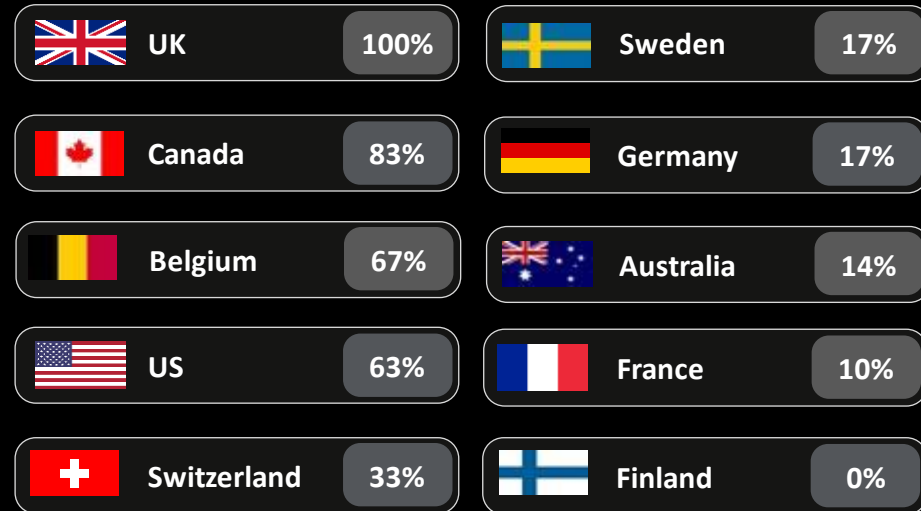 UK 100%
Canada 83%
Belgium 67%
US 63%
Switzerland 33%
Sweden 17%
Germany 17%
Australia 14%
France 10%
Finland 0%